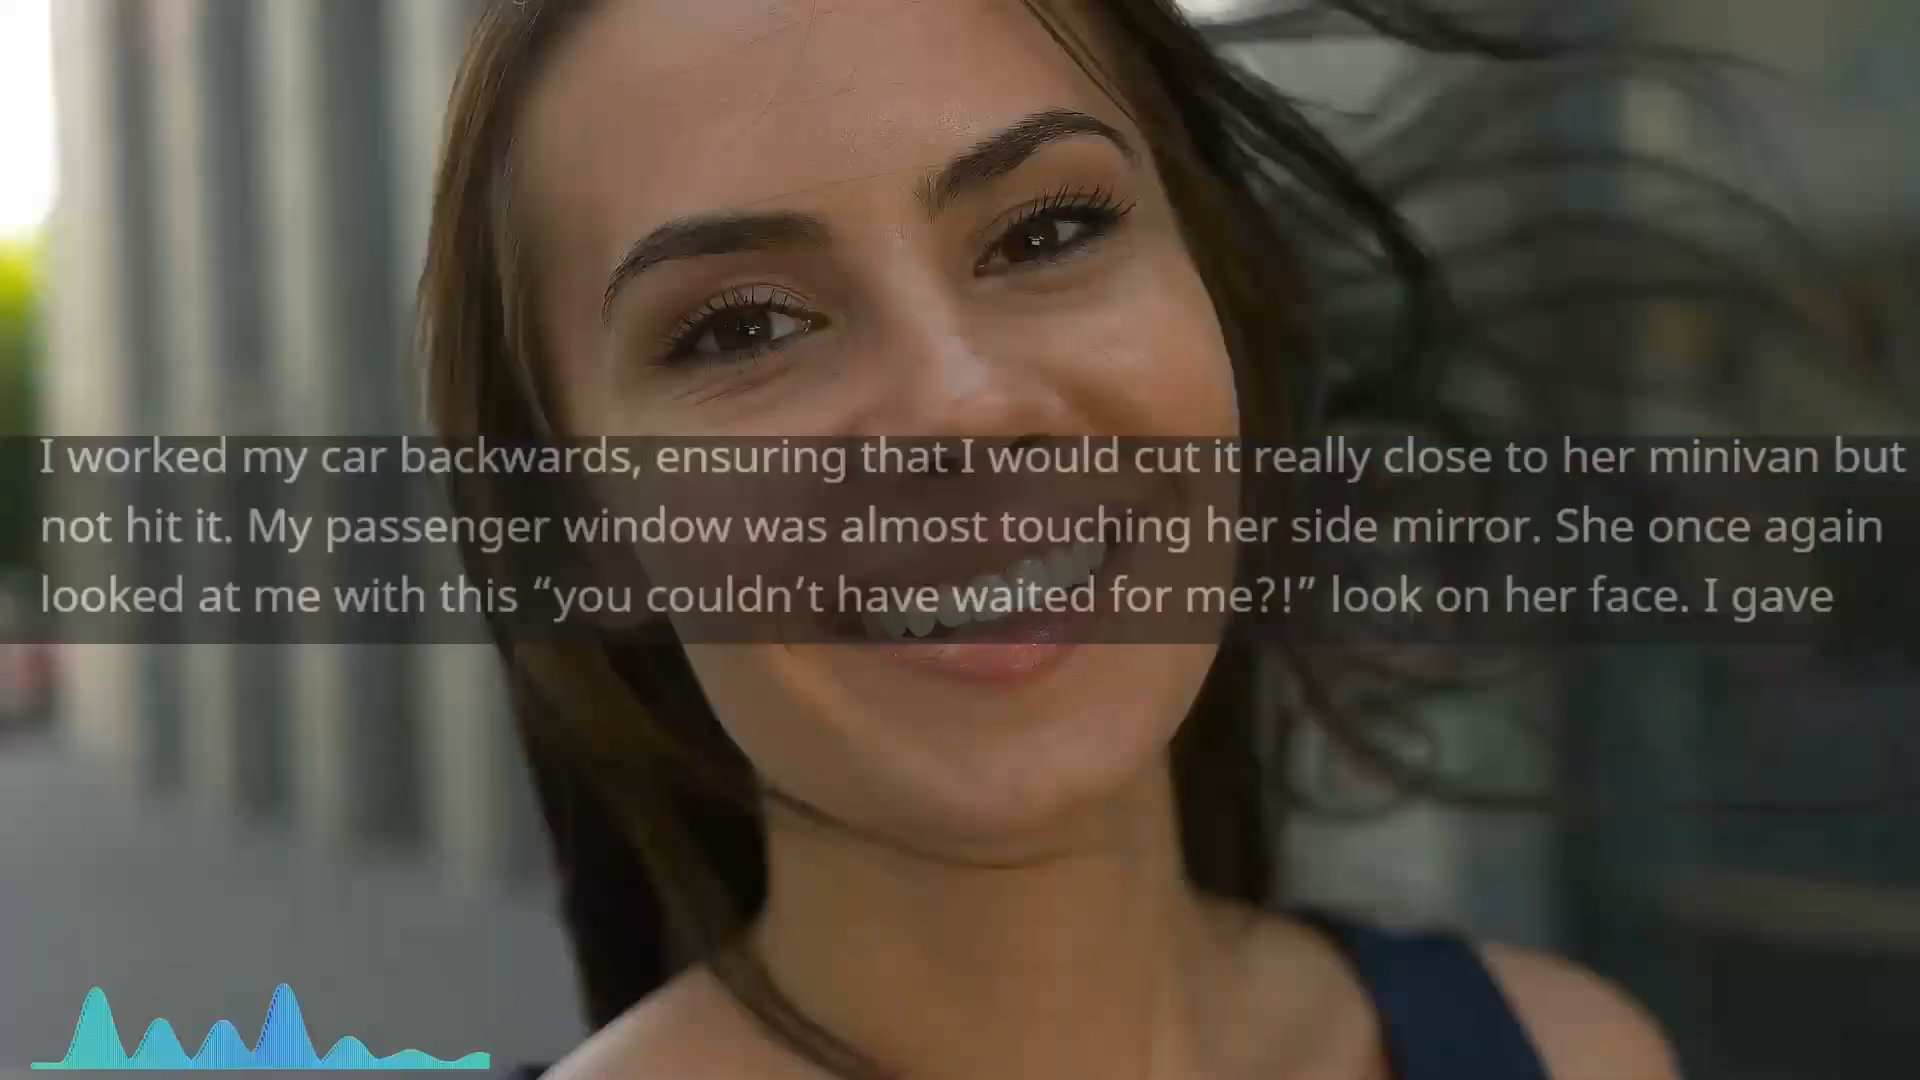 I worked my car backwards, ensuring that I would cut it really close to her minivan but
not hit it. My passenger window was almost touching her side mirror. She once again
looked at me with this “you couldn’t have waited for me?!” look on her face. I gave